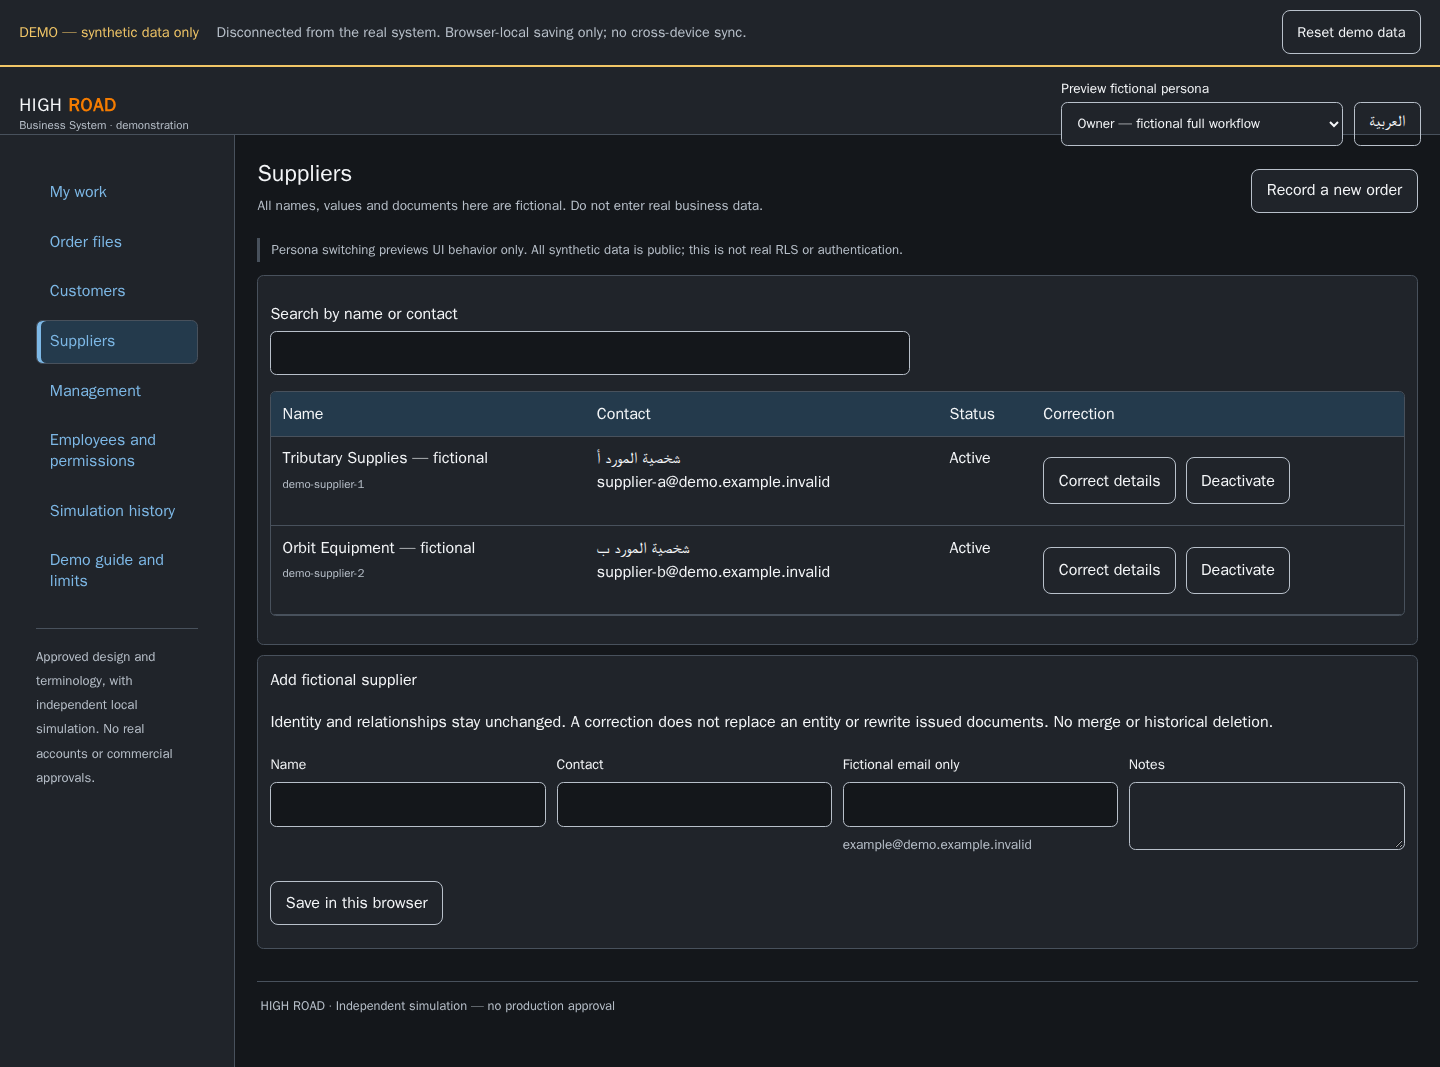 DEMO — synthetic data only
Disconnected from the real system. Browser-local saving only; no cross-device sync.
Reset demo data
HIGH ROAD
Business System · demonstration
Preview fictional persona
Owner — fictional full workflow
العربية
My work
Order files
Customers
Suppliers
Management
Employees and
permissions
Simulation history
Demo guide and
limits
Approved design and
terminology, with
independent local
simulation. No real
accounts or commercial
approvals.
Suppliers
All names, values and documents here are fictional. Do not enter real business data.
Record a new order
Persona switching previews UI behavior only. All synthetic data is public; this is not real RLS or authentication.
Search by name or contact
Name
Contact
Status
Correction
Tributary Supplies — fictional
demo-supplier-1
شخصية المورد أ
supplier-a@demo.example.invalid
Active
Correct details
Deactivate
Orbit Equipment — fictional
demo-supplier-2
شخصية المورد ب
supplier-b@demo.example.invalid
Active
Correct details
Deactivate
Add fictional supplier
Identity and relationships stay unchanged. A correction does not replace an entity or rewrite issued documents. No merge or historical deletion.
Name
Contact
Fictional email only
Notes
example@demo.example.invalid
Save in this browser
HIGH ROAD · Independent simulation — no production approval